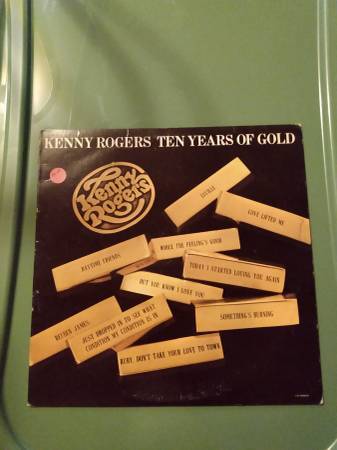 KENNY ROGERS TEN YEARS OF GOLD
Kenny
Rogers
LUCILLE
LOVE LIFTED ME
WHILE THE FEELING'S GOOD
DAYTIME FRIENDS
TODAY I STARTED LOVING YOU AGAIN
BUT YOU KNOW I LOVE YOU
SOMETHING'S BURNING
REUBEN JAMES
JUST DROPPED IN TO SEE WHAT
CONDITION MY CONDITION IS IN
RUBY, DON'T TAKE YOUR LOVE TO TOWN